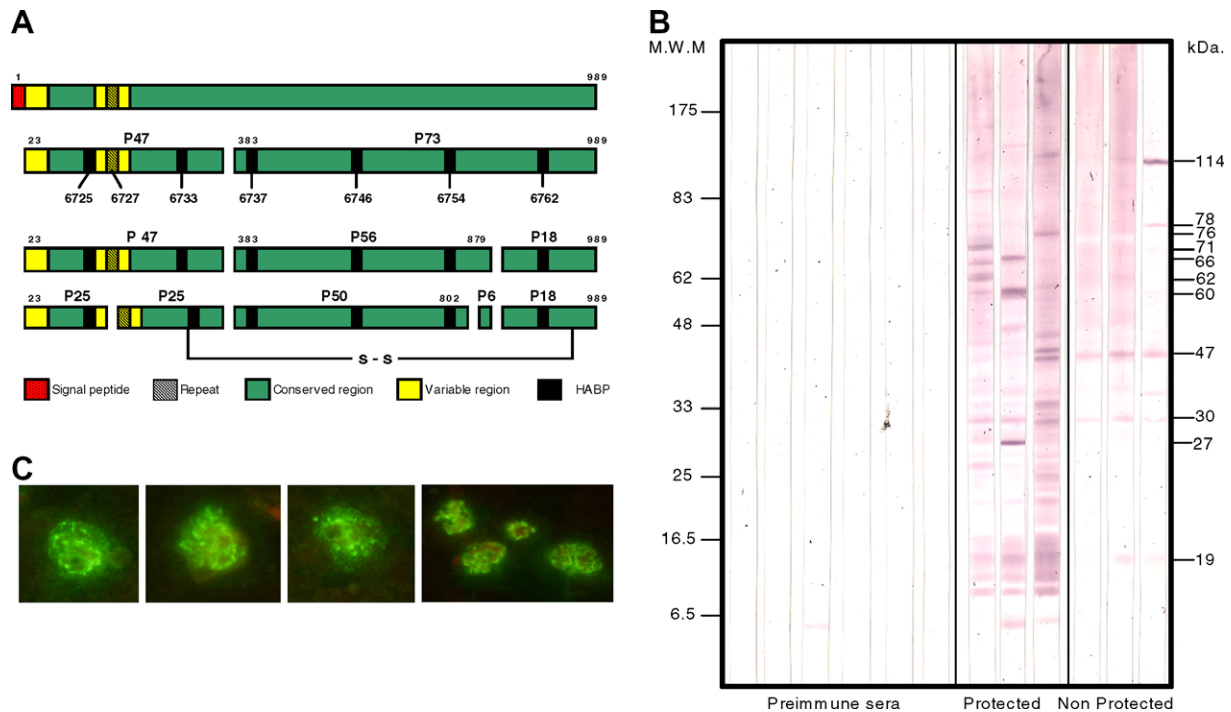 A
1 989
23 P47 383 P73 989
6725 6727 6733 6737 6746 6754 6762
23 P 47 383 P56 879 P18 989
23 P25 P25 P50 802 P6 P18 989
S - S
Signal peptide Repeat Conserved region Variable region HABP
C
B
M.W.M kDa.
175
83
62
48
33
25
16.5
6.5
114
78
76
71
66
62
60
47
30
27
19
Preimmune sera Protected Non Protected